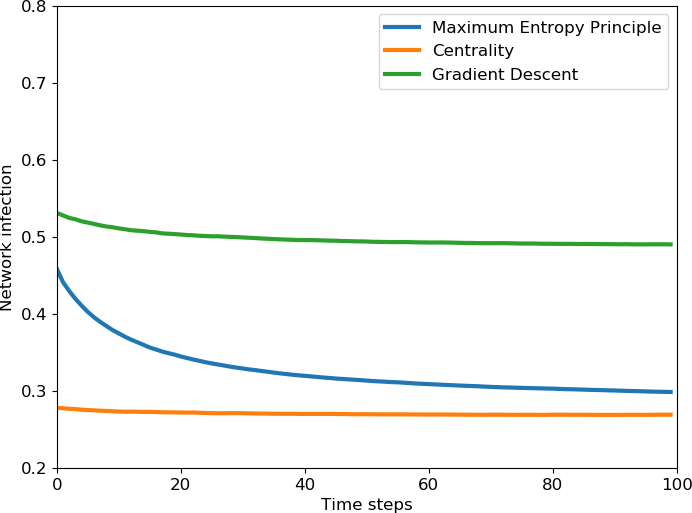 0.8
Maximum Entropy Principle
Centrality
Gradient Descent
0.7
0.6
0.5
0.4
0.3
0.2
Network infection
0 20 40 60 80 100
Time steps